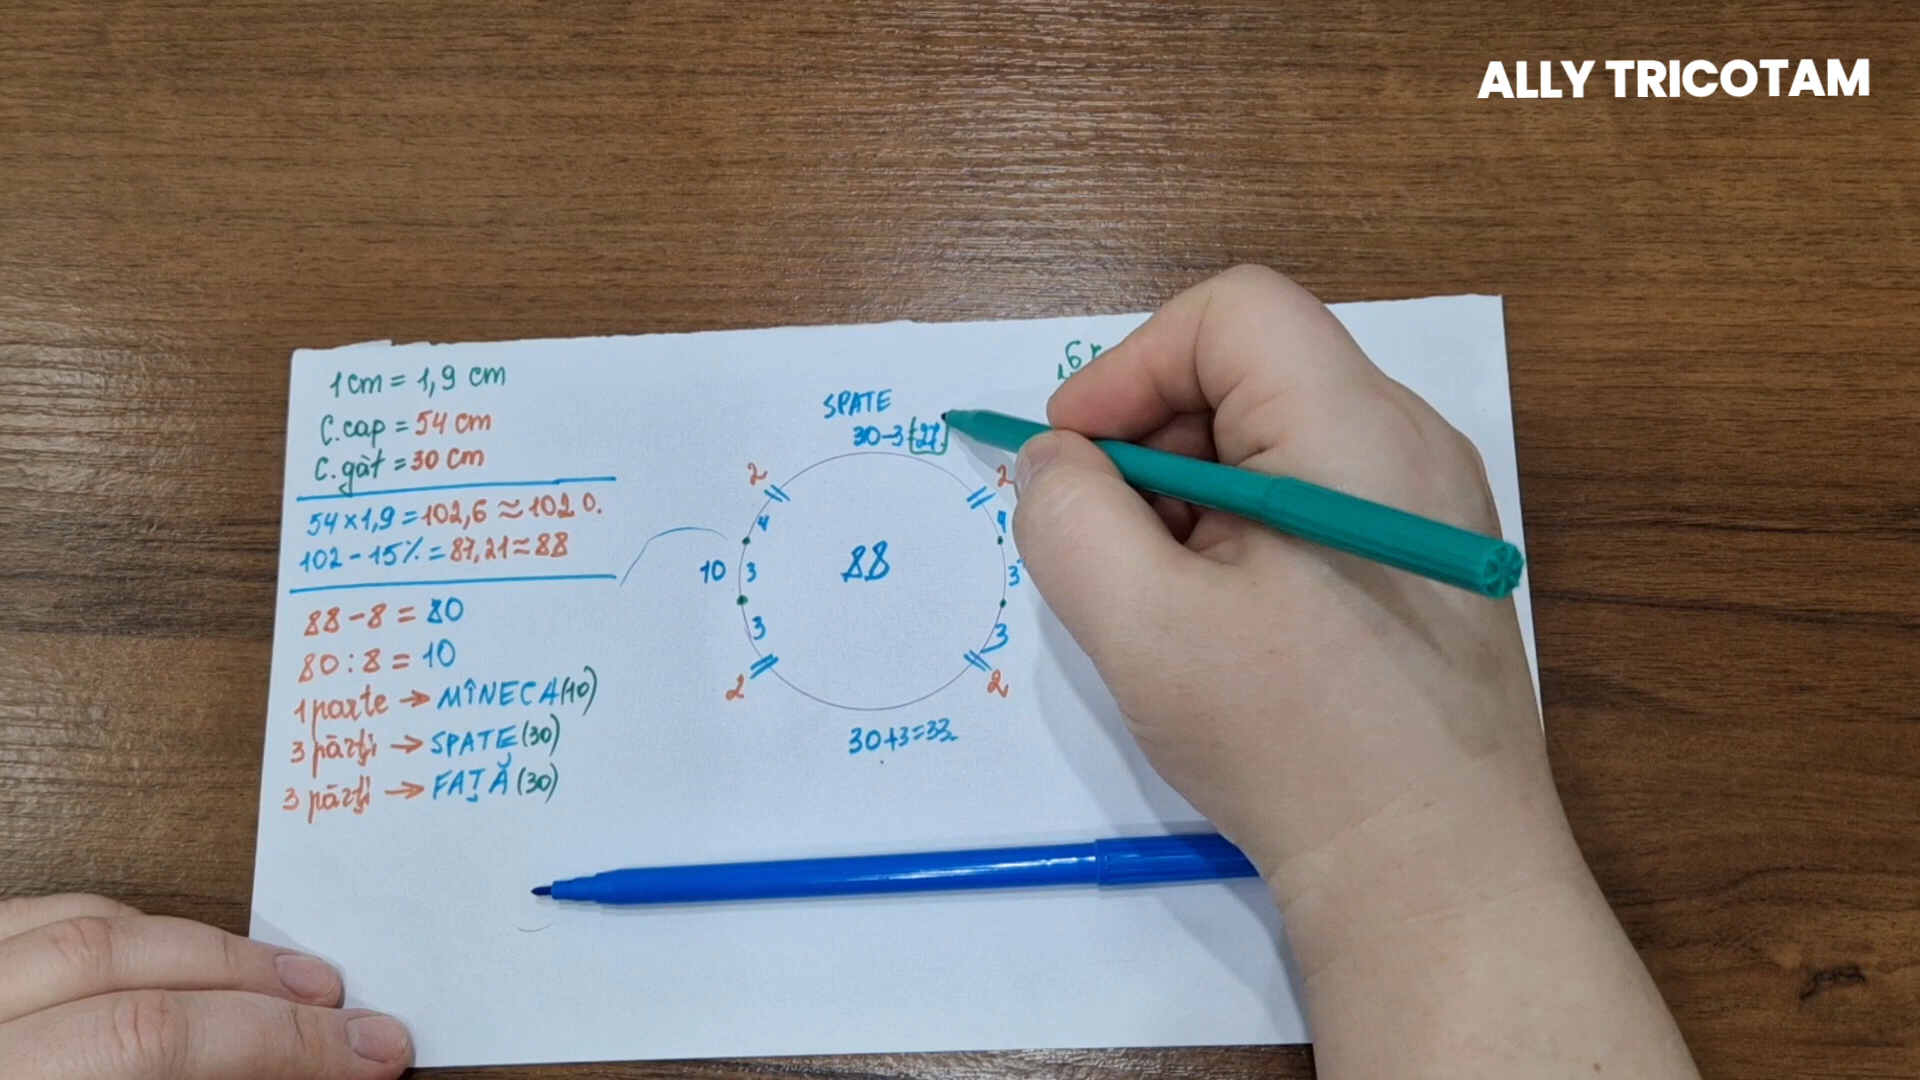 ALLY TRICOTAM
1 cm = 1,9 cm
C. cap = 54 cm
C. gât = 30 cm
54 x 1,9 = 102,6 ≈ 102 o.
102 - 15% = 87,21 ≈ 88
88 - 8 = 80
80 : 8 = 10
1 parte → MÎNECA (10)
3 părți → SPATE (30)
3 părți → FAȚĂ (30)
6
SPATE
30-3=27
2
2
4
4
88
10
3
3
3
3
2
2
30+3=33